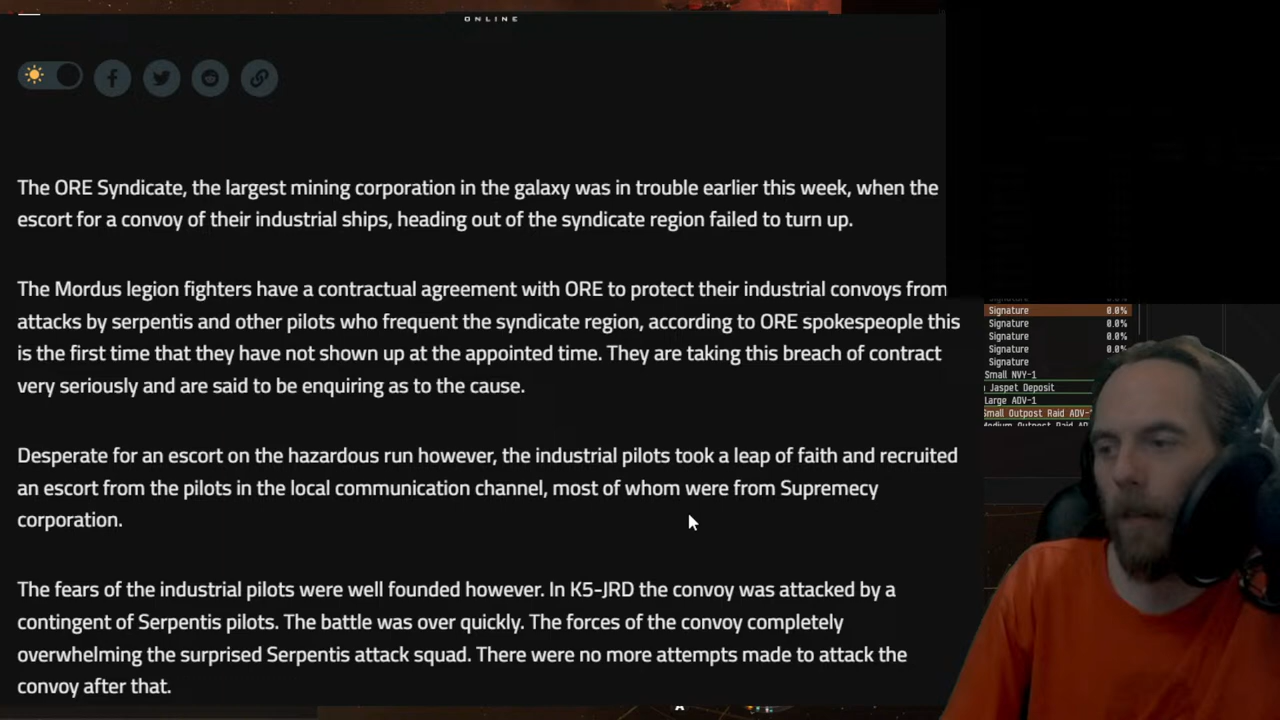 ONLINE
The ORE Syndicate, the largest mining corporation in the galaxy was in trouble earlier this week, when the
escort for a convoy of their industrial ships, heading out of the syndicate region failed to turn up.
The Mordus legion fighters have a contractual agreement with ORE to protect their industrial convoys from
attacks by serpentis and other pilots who frequent the syndicate region, according to ORE spokespeople this
is the first time that they have not shown up at the appointed time. They are taking this breach of contract
very seriously and are said to be enquiring as to the cause.
Desperate for an escort on the hazardous run however, the industrial pilots took a leap of faith and recruited
an escort from the pilots in the local communication channel, most of whom were from Supremecy
corporation.
The fears of the industrial pilots were well founded however. In K5-JRD the convoy was attacked by a
contingent of Serpentis pilots. The battle was over quickly. The forces of the convoy completely
overwhelming the surprised Serpentis attack squad. There were no more attempts made to attack the
convoy after that.
Signature 0.0%
Signature 0.0%
Signature 0.0%
Signature 0.0%
Signature 0.0%
Signature
Small NVY-1
Jaspet Deposit
Large ADV-1
Small Outpost Raid ADV-
Medium Outpost Raid AD